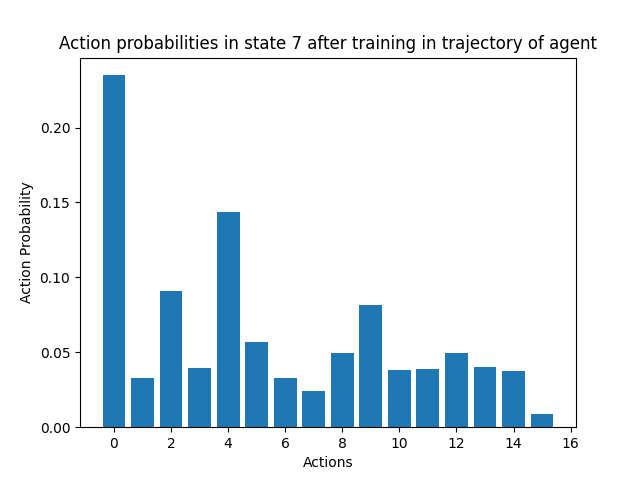 Action probabilities in state 7 after training in trajectory of agent
0.20
0.15
0.10
0.05
0.00
Action Probability
0 2 4 6 8 10 12 14 16
Actions